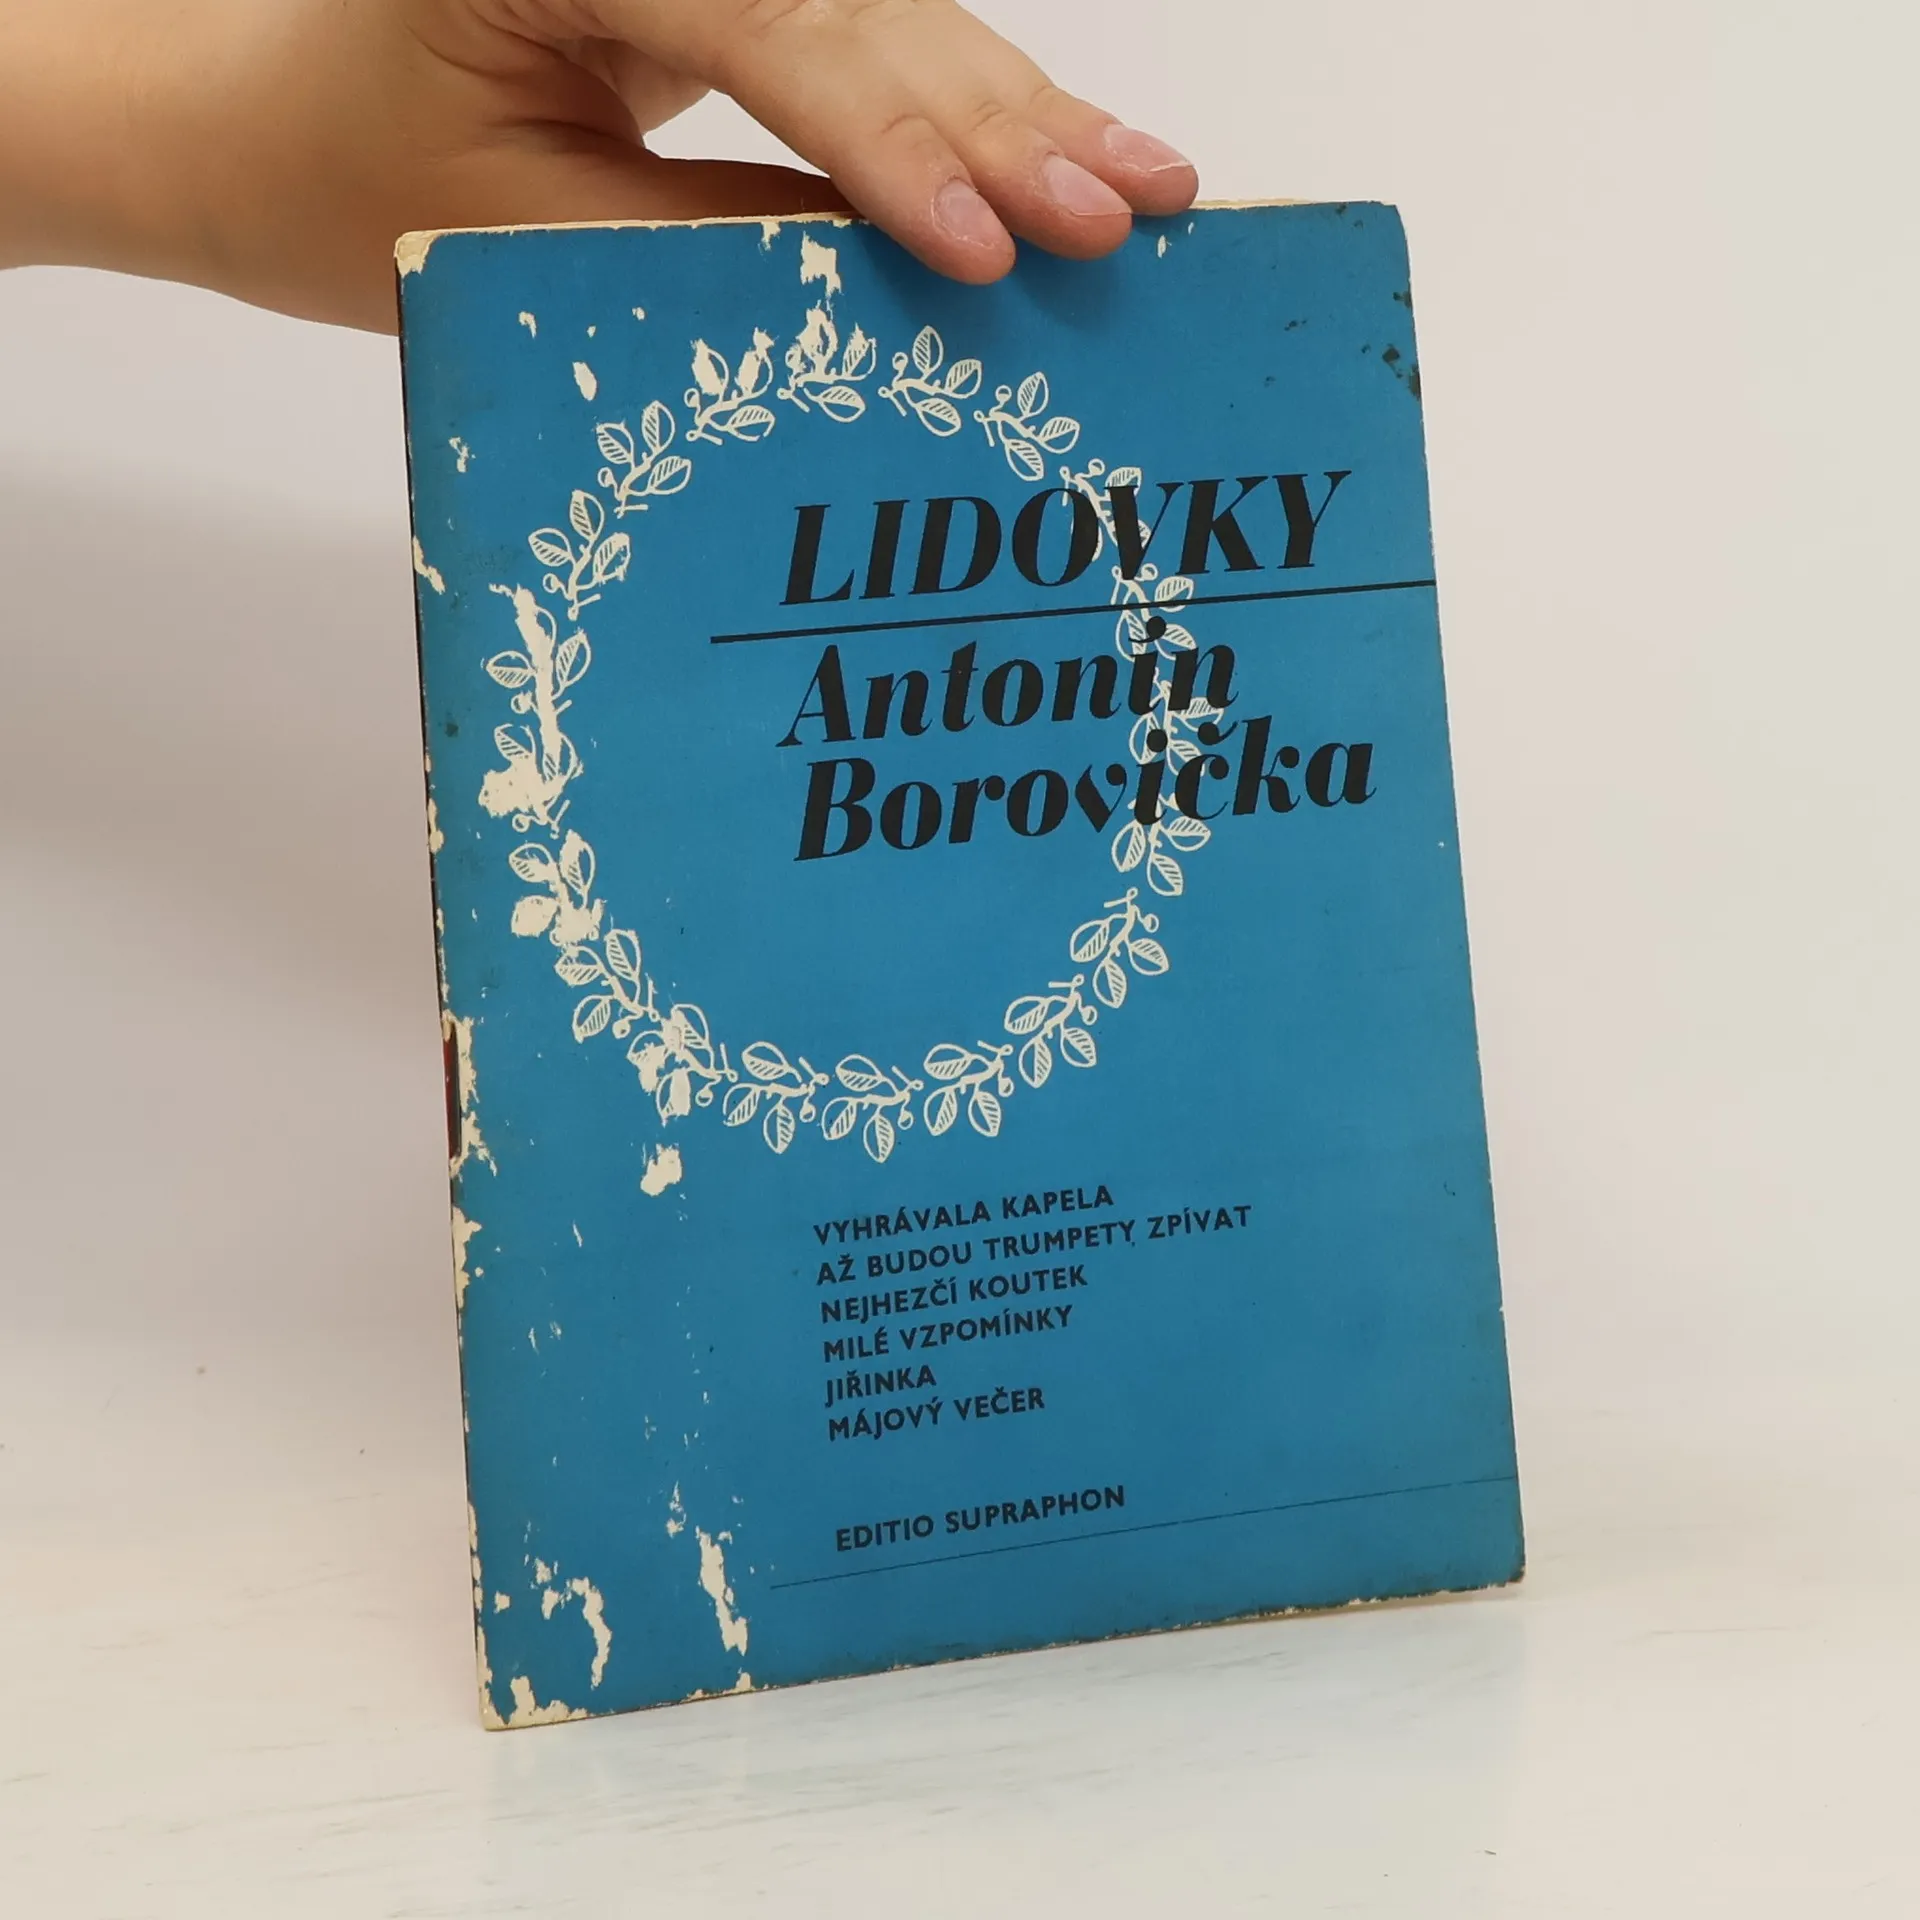 LIDOVKY
Antonín
Borovička
VYHRÁVALA KAPELA
AŽ BUDOU TRUMPETY ZPÍVAT
NEJHEZČÍ KOUTEK
MILÉ VZPOMÍNKY
JIŘINKA
MÁJOVÝ VEČER
EDITIO SUPRAPHON